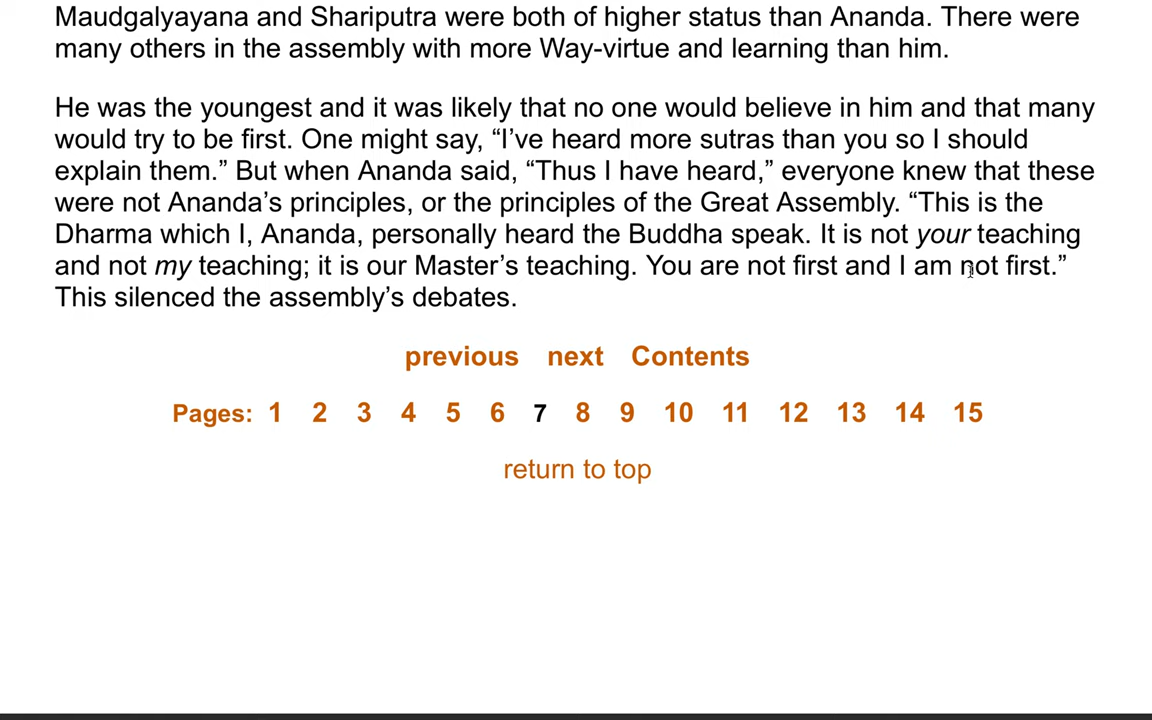 Maudgalyayana and Shariputra were both of higher status than Ananda. There were
many others in the assembly with more Way-virtue and learning than him.
He was the youngest and it was likely that no one would believe in him and that many
would try to be first. One might say, “I’ve heard more sutras than you so I should
explain them.” But when Ananda said, “Thus I have heard,” everyone knew that these
were not Ananda’s principles, or the principles of the Great Assembly. “This is the
Dharma which I, Ananda, personally heard the Buddha speak. It is not your teaching
and not my teaching; it is our Master’s teaching. You are not first and I am not first.”
This silenced the assembly’s debates.
previous next Contents
Pages: 1 2 3 4 5 6 7 8 9 10 11 12 13 14 15
return to top